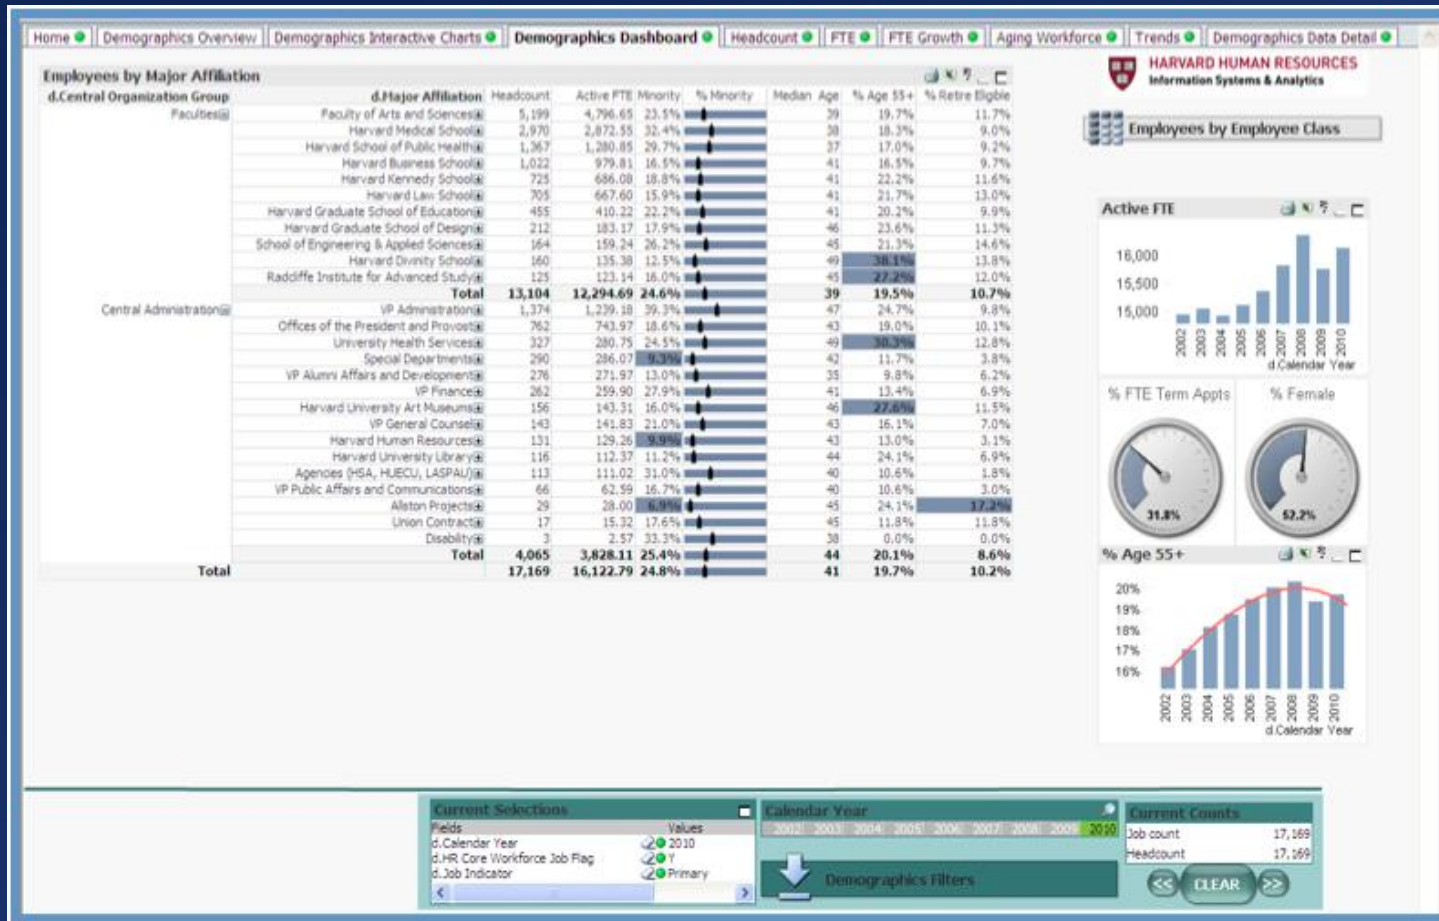 Home Demographics Overview Demographics Interactive Charts Demographics Dashboard Headcount FTE FTE Growth Aging Workforce Trends Demographics Data Detail
HARVARD HUMAN RESOURCES
Information Systems & Analytics
Employees by Employee Class
Employees by Major Affiliation
d.Central Organization Group d.Major Affiliation Headcount Active FTE Minority % Minority Median Age % Age 55+ % Retire Eligible
Faculties Faculty of Arts and Sciences 5,199 4,796.65 23.5% 39 19.7% 11.7%
Harvard Medical School 2,970 2,872.55 32.4% 38 18.3% 9.0%
Harvard School of Public Health 1,367 1,280.85 29.7% 37 17.0% 9.2%
Harvard Business School 1,022 979.81 16.5% 41 16.5% 9.7%
Harvard Kennedy School 725 686.08 18.8% 41 22.2% 11.6%
Harvard Law School 705 667.60 15.9% 41 21.7% 13.0%
Harvard Graduate School of Education 455 410.22 22.2% 41 20.2% 9.9%
Harvard Graduate School of Design 212 183.17 17.9% 46 23.6% 11.3%
School of Engineering & Applied Sciences 164 159.24 26.2% 45 21.3% 14.6%
Harvard Divinity School 160 135.38 12.5% 49 38.1% 13.8%
Radcliffe Institute for Advanced Study 125 123.14 16.0% 45 27.2% 12.0%
Total 13,104 12,294.69 24.6% 39 19.5% 10.7%
Central Administration VP Administration 1,374 1,239.18 39.3% 47 24.7% 9.8%
Offices of the President and Provost 762 743.97 18.6% 43 19.0% 10.1%
University Health Services 327 280.75 24.5% 49 30.3% 12.8%
Special Departments 290 286.07 9.3% 42 11.7% 3.8%
VP Alumni Affairs and Development 276 271.97 13.0% 35 9.8% 6.2%
VP Finance 262 259.90 27.9% 41 13.4% 6.9%
Harvard University Art Museums 156 143.31 16.0% 46 27.6% 11.5%
VP General Counsel 143 141.83 21.0% 43 16.1% 7.0%
Harvard Human Resources 131 129.26 9.9% 43 13.0% 3.1%
Harvard University Library 116 112.37 11.2% 44 24.1% 6.9%
Agencies (HSA, HUECU, LASPAU) 113 111.02 31.0% 40 10.6% 1.8%
VP Public Affairs and Communications 66 62.59 16.7% 40 10.6% 3.0%
Allston Projects 29 28.00 6.9% 45 24.1% 17.2%
Union Contract 17 15.32 17.6% 45 11.8% 11.8%
Disability 3 2.57 33.3% 38 0.0% 0.0%
Total 4,065 3,828.11 25.4% 44 20.1% 8.6%
Total 17,169 16,122.79 24.8% 41 19.7% 10.2%
Active FTE
16,000
15,500
15,000
2002 2003 2004 2005 2006 2007 2008 2009 2010
d.Calendar Year
% FTE Term Appts % Female
31.8% 52.2%
% Age 55+
20%
19%
18%
17%
16%
2002 2003 2004 2005 2006 2007 2008 2009 2010
d.Calendar Year
Current Selections
Fields Values
d.Calendar Year 2010
d.HR Core Workforce Job Flag Y
d.Job Indicator Primary
Calendar Year
2002 2003 2004 2005 2006 2007 2008 2009 2010
Demographics Filters
Current Counts
Job count 17,169
Headcount 17,169
<< CLEAR >>